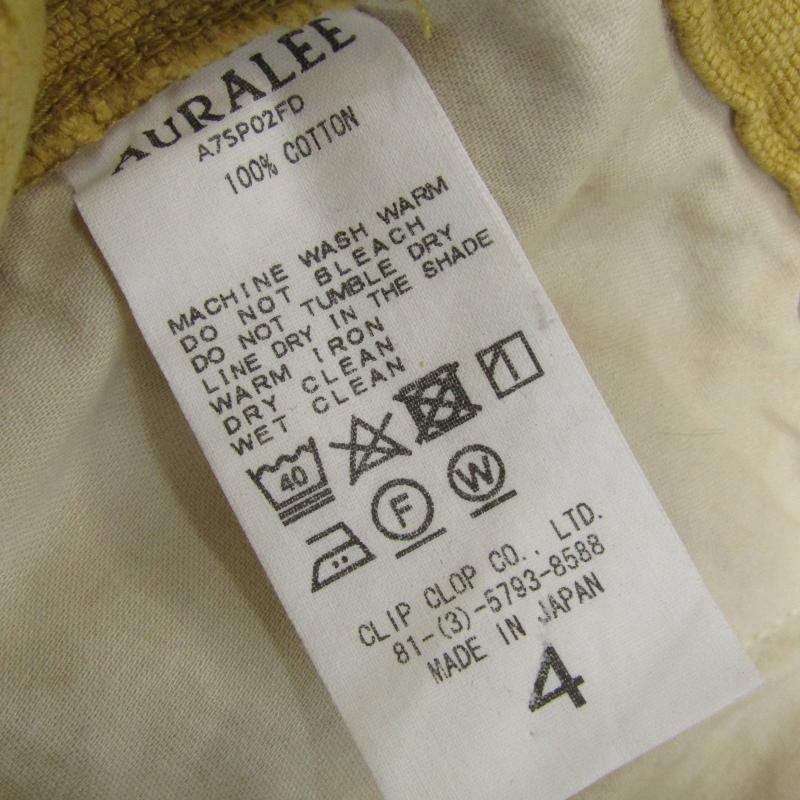 AURALEE
A7SP02FD
100% COTTON
MACHINE WASH WARM
DO NOT BLEACH
DO NOT TUMBLE DRY
LINE DRY IN THE SHADE
WARM IRON
DRY CLEAN
WET CLEAN
40
F W
CLIP CLOP CO., LTD.
81-(3)-5793-8588
MADE IN JAPAN
4